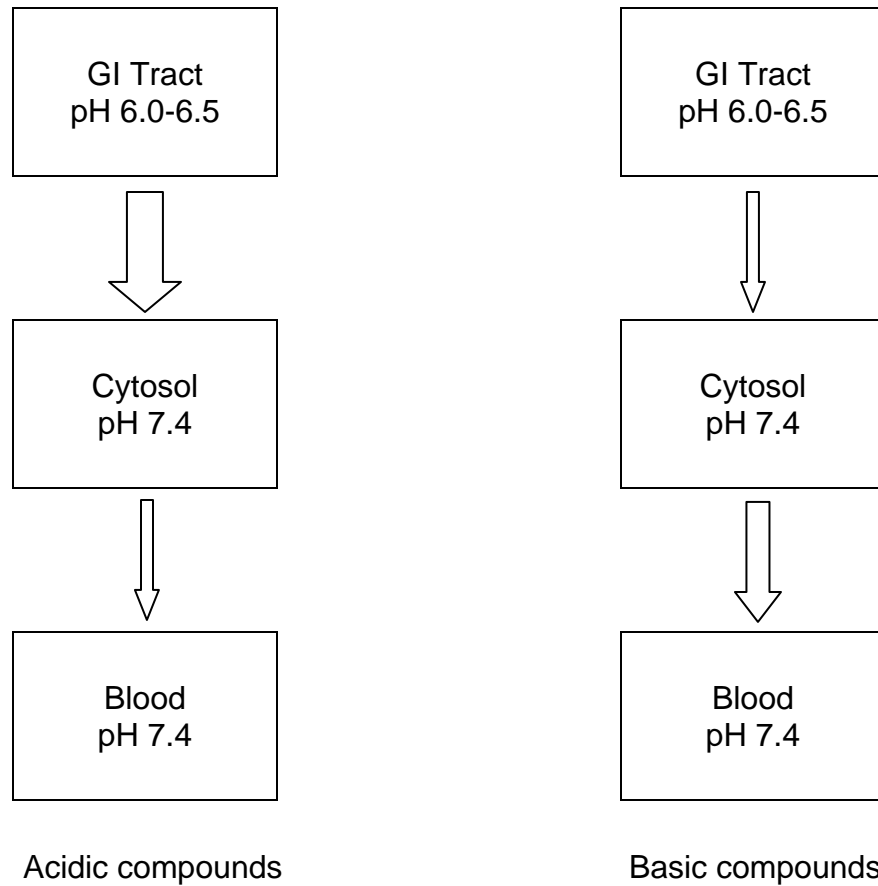 GI Tract
pH 6.0-6.5
Cytosol
pH 7.4
Blood
pH 7.4
Acidic compounds
GI Tract
pH 6.0-6.5
Cytosol
pH 7.4
Blood
pH 7.4
Basic compounds